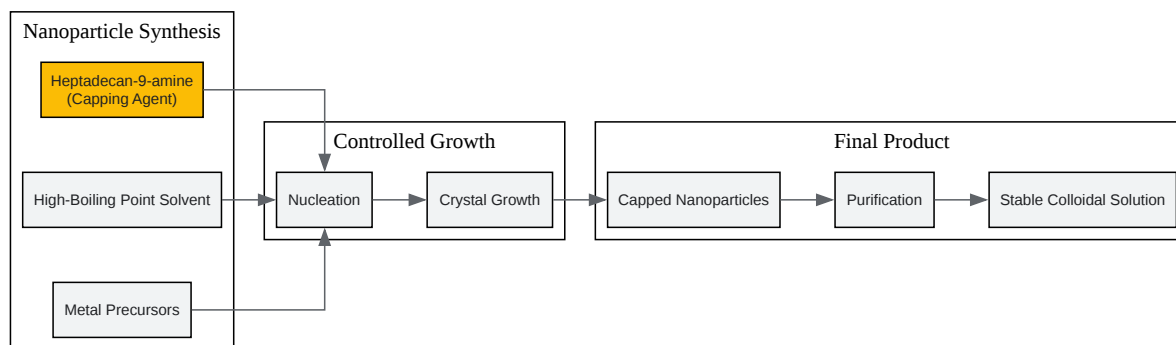 Nanoparticle Synthesis
Heptadecan-9-amine
(Capping Agent)
High-Boiling Point Solvent
Metal Precursors
Controlled Growth
Nucleation
Crystal Growth
Final Product
Capped Nanoparticles
Purification
Stable Colloidal Solution